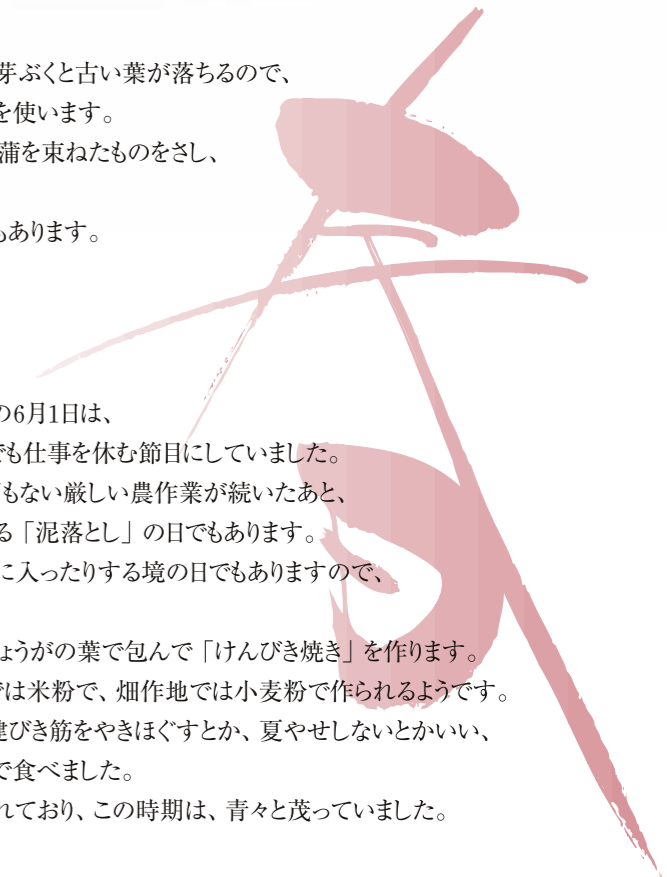 芽ぶくと古い葉が落ちるので、
を使います。
蒲を束ねたものをさし、
もあります。
の6月1日は、
でも仕事を休む節目にしていました。
もない厳しい農作業が続いたあと、
る「泥落とし」の日でもあります。
に入ったりする境の日でもありますので、
ょうがの葉で包んで「けんびき焼き」を作ります。
では米粉で、畑作地では小麦粉で作られるようです。
びき筋をやきほぐすとか、夏やせしないとかいい、
で食べました。
れており、この時期は、青々と茂っていました。